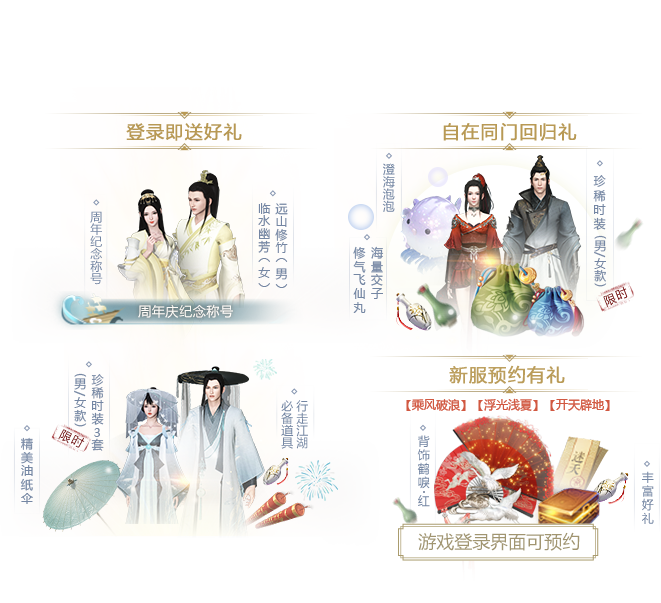 登录即送好礼
周年纪念称号
远山修竹（男）
临水幽芳（女）
周年庆纪念称号
自在同门回归礼
澄海泡泡
珍稀时装（男/女款）
限时
海量交子
修气飞仙丸
珍稀时装3套
（男/女款）
限时
精美油纸伞
行走江湖
必备道具
新服预约有礼
【乘风破浪】【浮光浅夏】【开天辟地】
背饰鹤唳·红
丰富好礼
游戏登录界面可预约